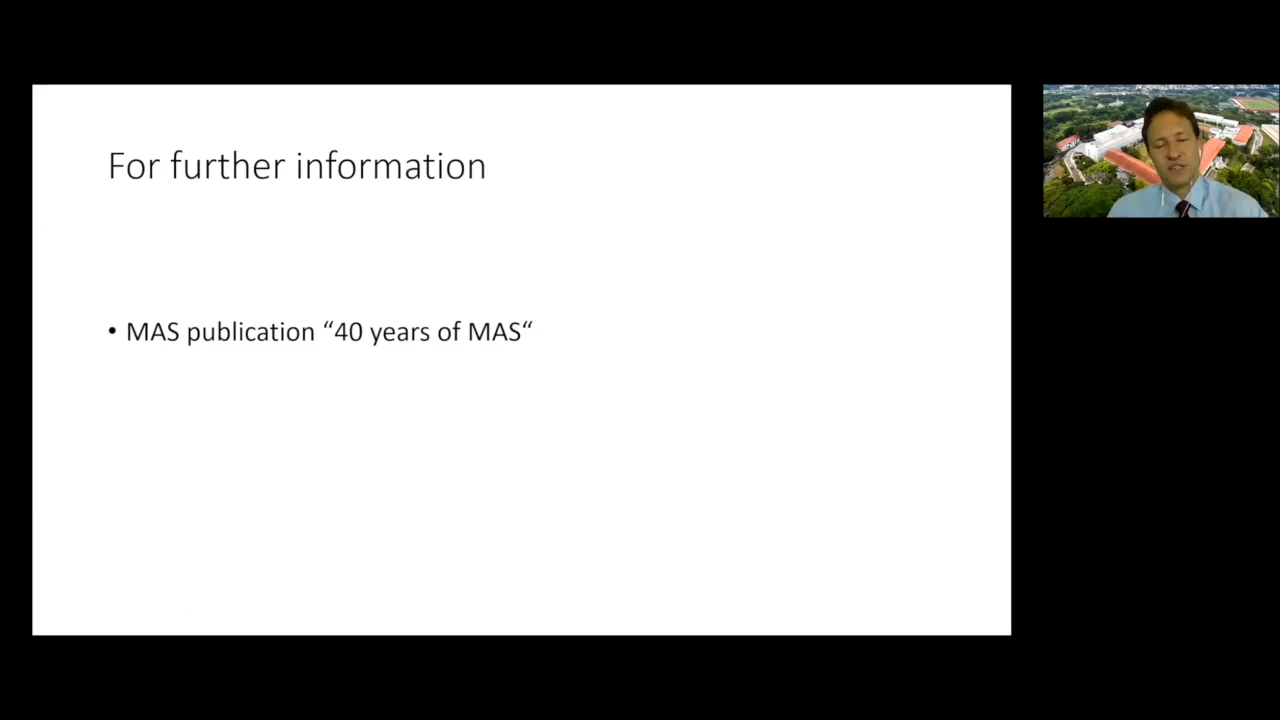 For further information
• MAS publication “40 years of MAS“